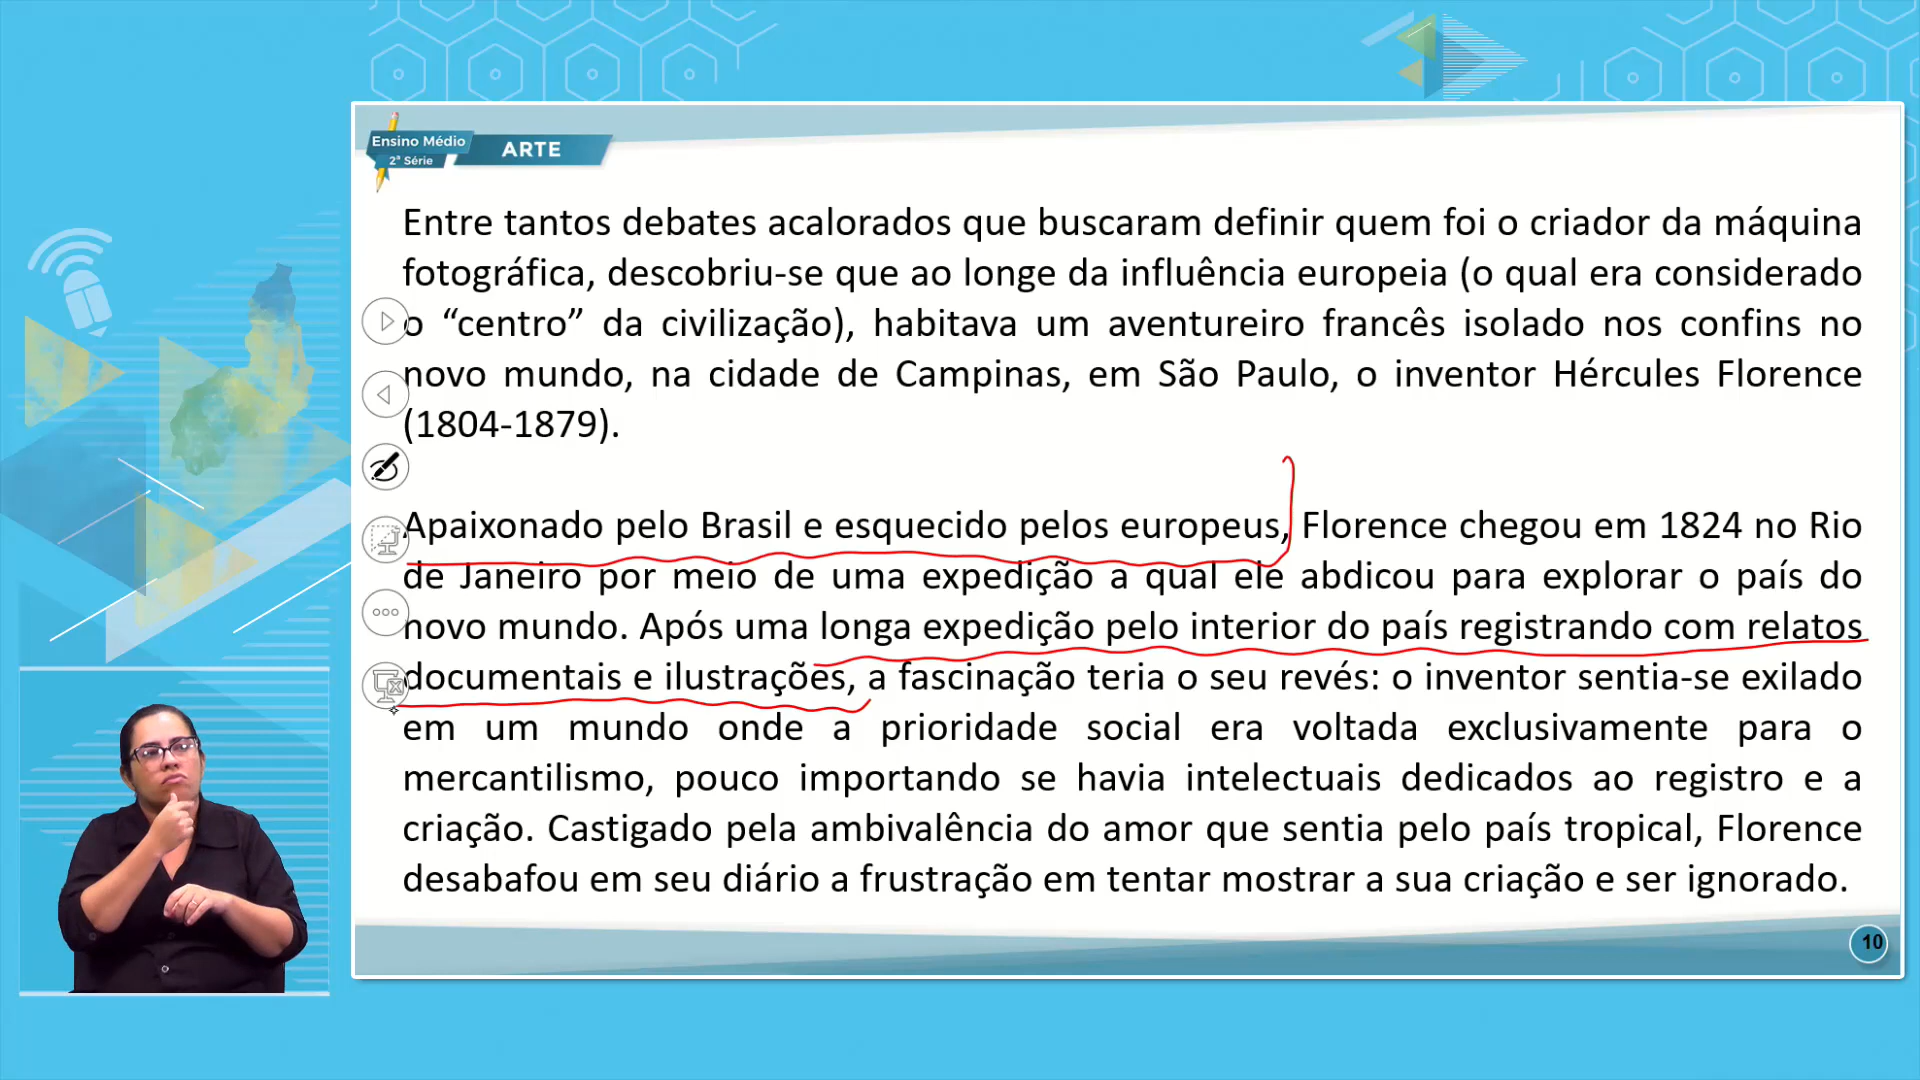 Ensino Médio
2ª Série
ARTE
Entre tantos debates acalorados que buscaram definir quem foi o criador da máquina
fotográfica, descobriu-se que ao longe da influência europeia (o qual era considerado
o “centro” da civilização), habitava um aventureiro francês isolado nos confins no
novo mundo, na cidade de Campinas, em São Paulo, o inventor Hércules Florence
(1804-1879).
Apaixonado pelo Brasil e esquecido pelos europeus, Florence chegou em 1824 no Rio
de Janeiro por meio de uma expedição a qual ele abdicou para explorar o país do
novo mundo. Após uma longa expedição pelo interior do país registrando com relatos
documentais e ilustrações, a fascinação teria o seu revés: o inventor sentia-se exilado
em um mundo onde a prioridade social era voltada exclusivamente para o
mercantilismo, pouco importando se havia intelectuais dedicados ao registro e a
criação. Castigado pela ambivalência do amor que sentia pelo país tropical, Florence
desabafou em seu diário a frustração em tentar mostrar a sua criação e ser ignorado.
10